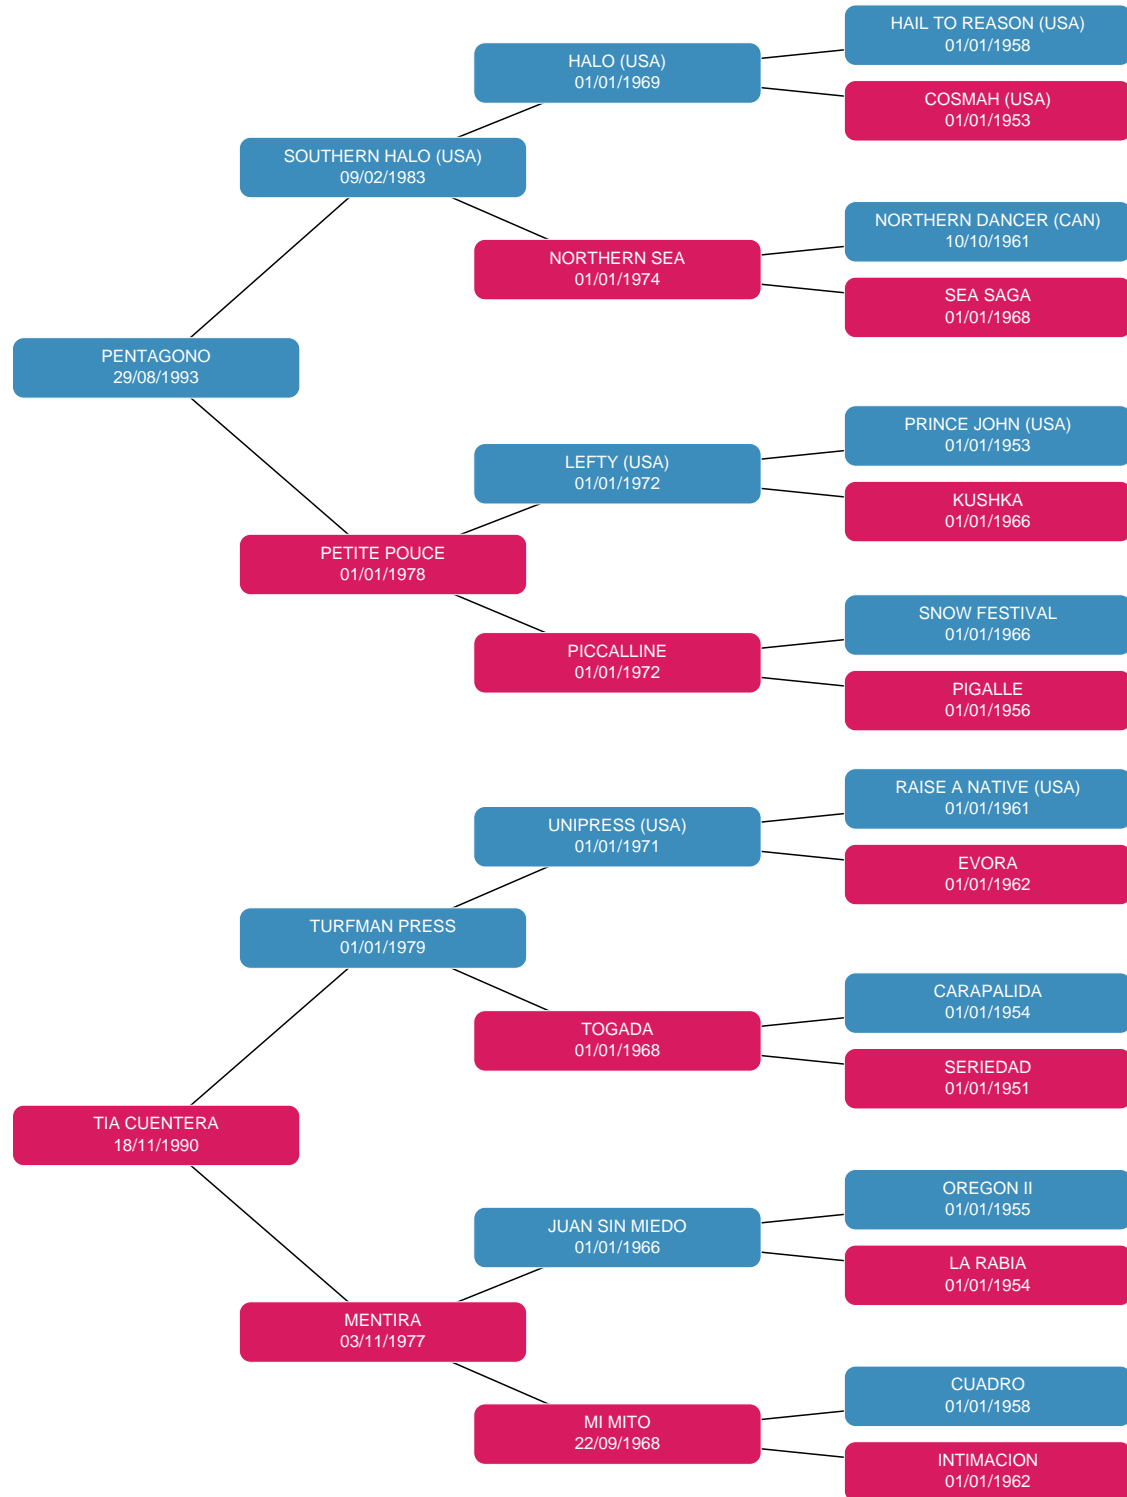 HAIL TO REASON (USA)
01/01/1958
HALO (USA)
01/01/1969
COSMAH (USA)
01/01/1953
SOUTHERN HALO (USA)
09/02/1983
NORTHERN DANCER (CAN)
10/10/1961
NORTHERN SEA
01/01/1974
SEA SAGA
01/01/1968
PENTAGONO
29/08/1993
PRINCE JOHN (USA)
01/01/1953
LEFTY (USA)
01/01/1972
KUSHKA
01/01/1966
PETITE POUCE
01/01/1978
SNOW FESTIVAL
01/01/1966
PICCALLINE
01/01/1972
PIGALLE
01/01/1956
RAISE A NATIVE (USA)
01/01/1961
UNIPRESS (USA)
01/01/1971
EVORA
01/01/1962
TURFMAN PRESS
01/01/1979
CARAPALIDA
01/01/1954
TOGADA
01/01/1968
SERIEDAD
01/01/1951
TIA CUENTERA
18/11/1990
OREGON II
01/01/1955
JUAN SIN MIEDO
01/01/1966
LA RABIA
01/01/1954
MENTIRA
03/11/1977
CUADRO
01/01/1958
MI MITO
22/09/1968
INTIMACION
01/01/1962